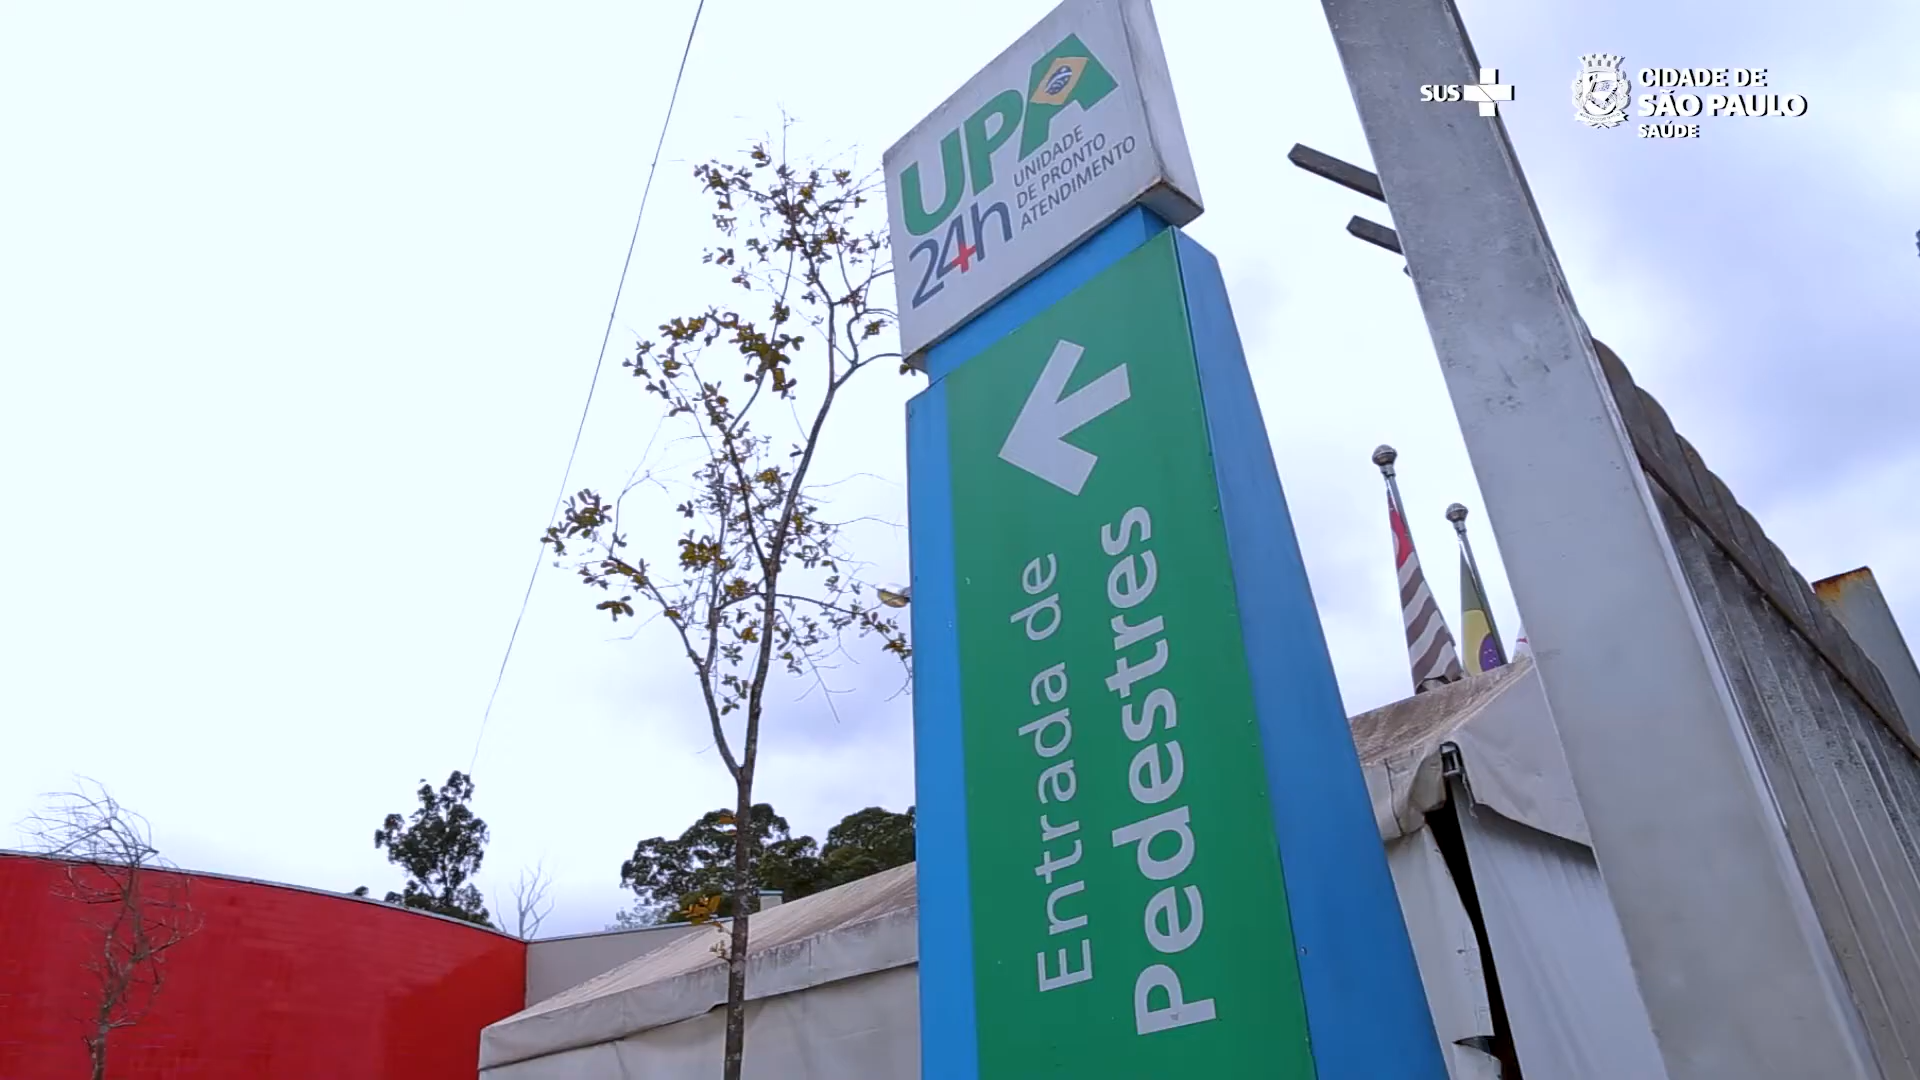 UPA
24h
UNIDADE
DE PRONTO
ATENDIMENTO
Entrada de
Pedestres
SUS
CIDADE DE
SÃO PAULO
SAÚDE